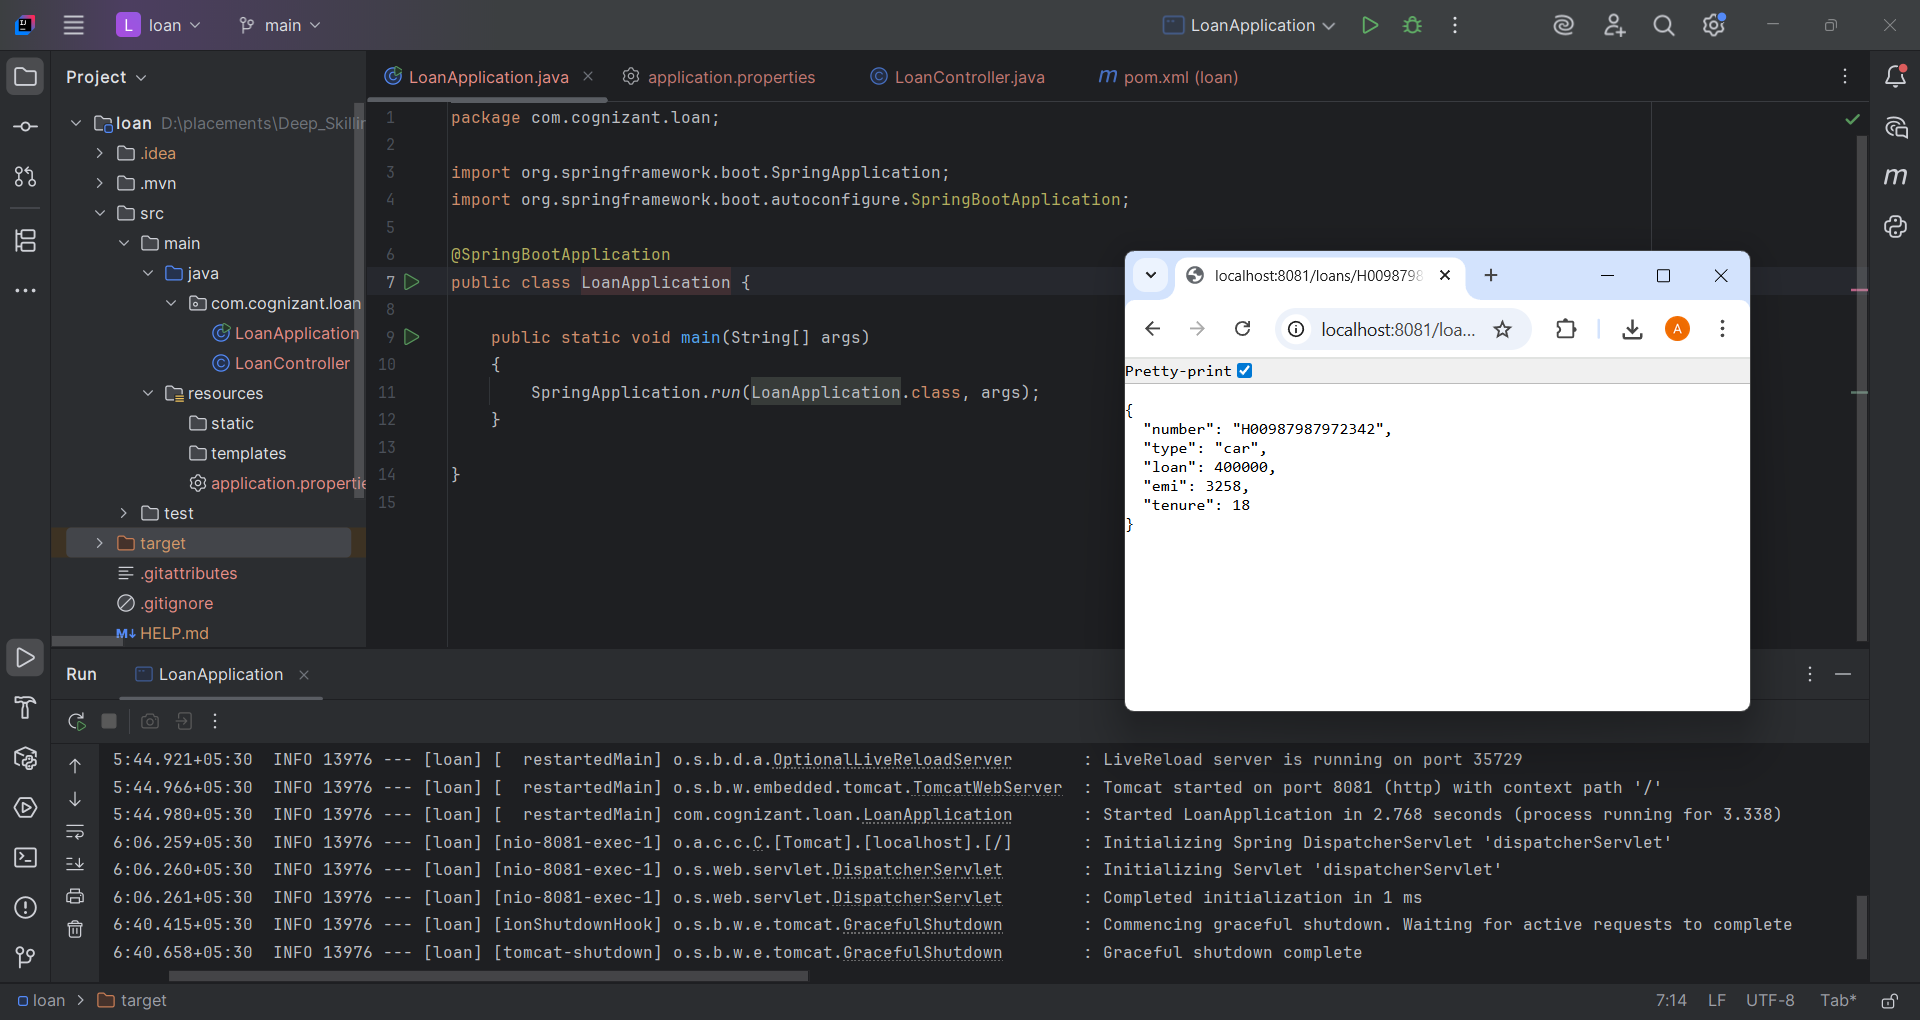 L loan main LoanApplication
Project
LoanApplication.java application.properties LoanController.java m pom.xml (loan)
loan D:\placements\Deep_Skillin
.idea
.mvn
src
main
java
com.cognizant.loan
LoanApplication
LoanController
resources
static
templates
application.propertie
test
target
.gitattributes
.gitignore
M↓ HELP.md
1 package com.cognizant.loan;
2
3 import org.springframework.boot.SpringApplication;
4 import org.springframework.boot.autoconfigure.SpringBootApplication;
5
6 @SpringBootApplication
7 public class LoanApplication {
8
9 public static void main(String[] args)
10 {
11 SpringApplication.run(LoanApplication.class, args);
12 }
13
14 }
15
localhost:8081/loans/H0098798
localhost:8081/loa...
A
Pretty-print
{
"number": "H00987987972342",
"type": "car",
"loan": 400000,
"emi": 3258,
"tenure": 18
}
Run LoanApplication
5:44.921+05:30 INFO 13976 --- [loan] [ restartedMain] o.s.b.d.a.OptionalLiveReloadServer : LiveReload server is running on port 35729
5:44.966+05:30 INFO 13976 --- [loan] [ restartedMain] o.s.b.w.embedded.tomcat.TomcatWebServer : Tomcat started on port 8081 (http) with context path '/'
5:44.980+05:30 INFO 13976 --- [loan] [ restartedMain] com.cognizant.loan.LoanApplication : Started LoanApplication in 2.768 seconds (process running for 3.338)
6:06.259+05:30 INFO 13976 --- [loan] [nio-8081-exec-1] o.a.c.c.C.[Tomcat].[localhost].[/] : Initializing Spring DispatcherServlet 'dispatcherServlet'
6:06.260+05:30 INFO 13976 --- [loan] [nio-8081-exec-1] o.s.web.servlet.DispatcherServlet : Initializing Servlet 'dispatcherServlet'
6:06.261+05:30 INFO 13976 --- [loan] [nio-8081-exec-1] o.s.web.servlet.DispatcherServlet : Completed initialization in 1 ms
6:40.415+05:30 INFO 13976 --- [loan] [ionShutdownHook] o.s.b.w.e.tomcat.GracefulShutdown : Commencing graceful shutdown. Waiting for active requests to complete
6:40.658+05:30 INFO 13976 --- [loan] [tomcat-shutdown] o.s.b.w.e.tomcat.GracefulShutdown : Graceful shutdown complete
loan > target 7:14 LF UTF-8 Tab*